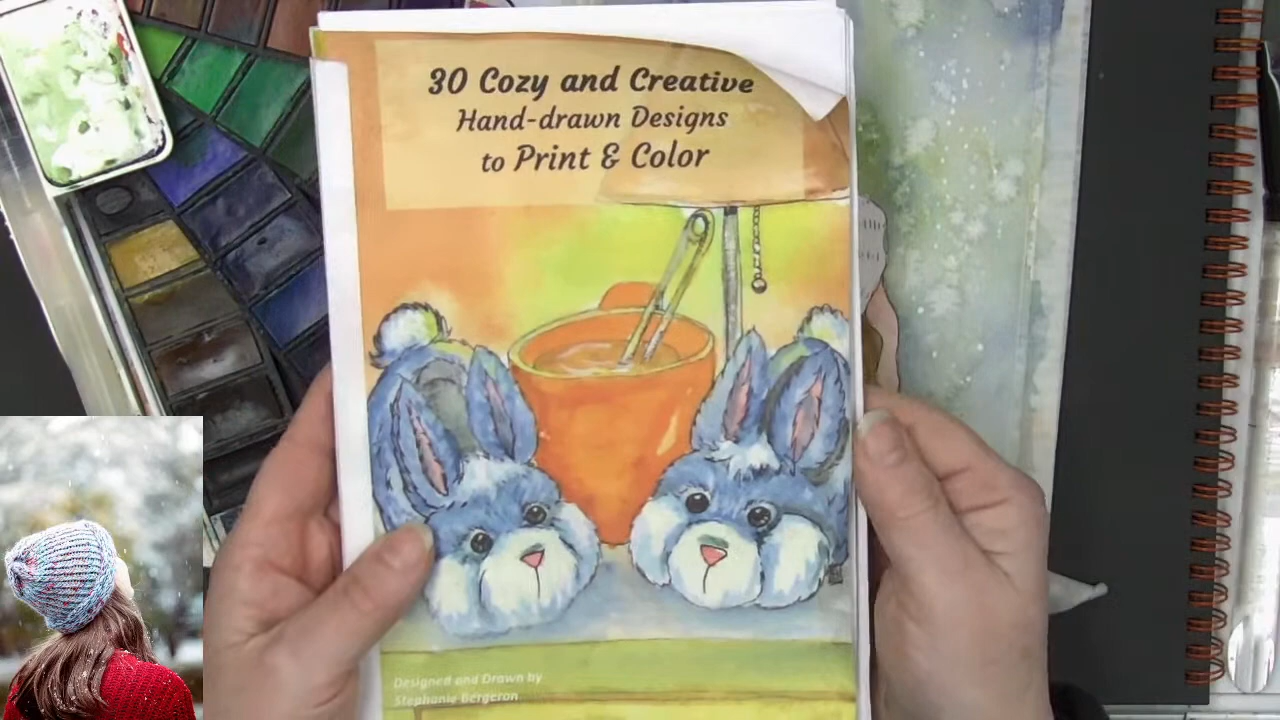 30 Cozy and Creative
Hand-drawn Designs
to Print & Color
Designed and Drawn by
Stephanie Bergeron